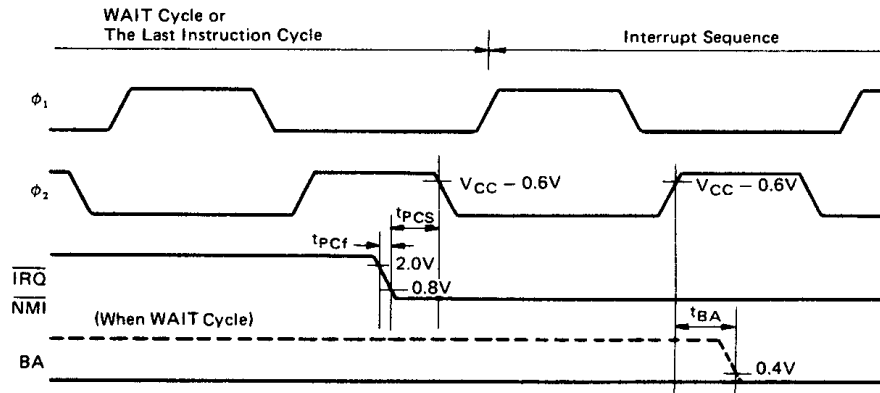 WAIT Cycle or
The Last Instruction Cycle
Interrupt Sequence
ϕ₁
ϕ₂
VCC – 0.6V
VCC – 0.6V
tPCS
tPCf
IRQ
2.0V
0.8V
NMI
(When WAIT Cycle)
tBA
BA
0.4V